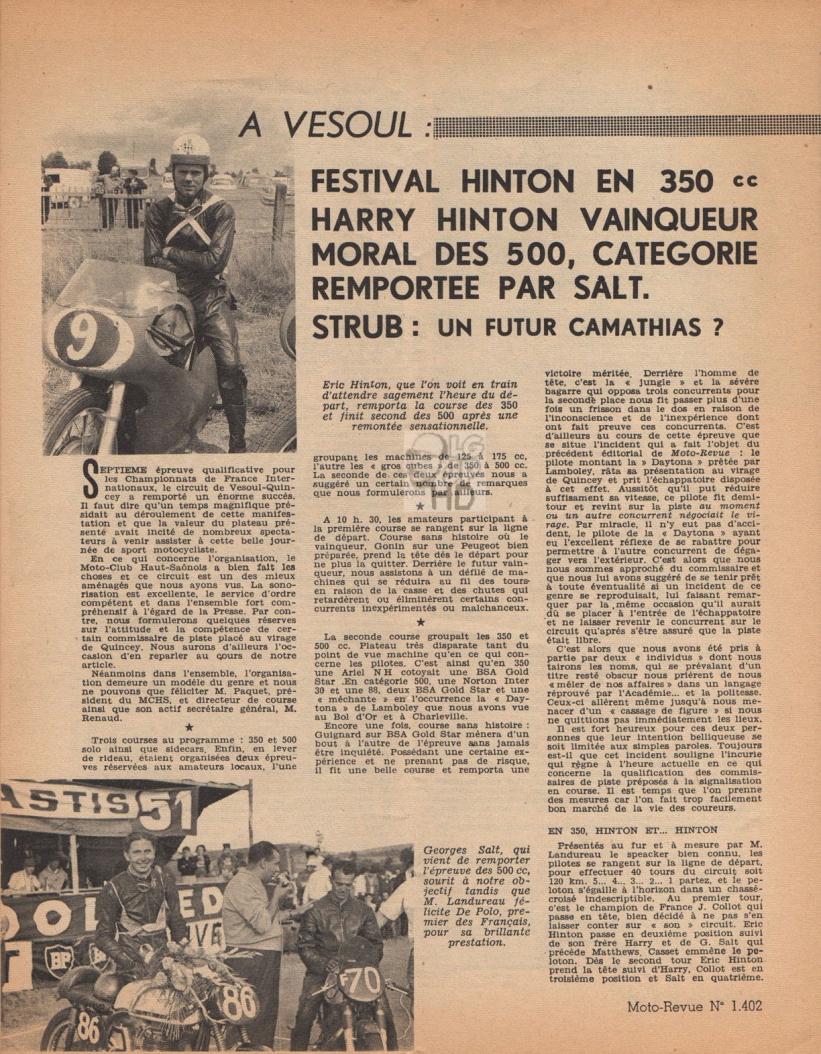 A VESOUL :
FESTIVAL HINTON EN 350 cc
HARRY HINTON VAINQUEUR
MORAL DES 500, CATEGORIE
REMPORTEE PAR SALT.
STRUB : UN FUTUR CAMATHIAS ?
9
Eric Hinton, que l'on voit en train
d'attendre sagement l'heure du dé-
part, remporta la course des 350
et finit second des 500 après une
remontée sensationnelle.
SEPTIEME épreuve qualificative pour
les Championnats de France Inter-
nationaux, le circuit de Vesoul-Quin-
cey a remporté un énorme succès.
Il faut dire qu'un temps magnifique pré-
sidait au déroulement de cette manifes-
tation et que la valeur du plateau pré-
senté avait incité de nombreux specta-
teurs à venir assister à cette belle jour-
née de sport motocycliste.
En ce qui concerne l'organisation, le
Moto-Club Haut-Saônois a bien fait les
choses et ce circuit est un des mieux
aménagés que nous ayons vus. La sono-
risation est excellente, le service d'ordre
compétent et dans l'ensemble fort com-
préhensif à l'égard de la Presse. Par con-
tre, nous formulerons quelques réserves
sur l'attitude et la compétence de cer-
tain commissaire de piste placé au virage
de Quincey. Nous aurons d'ailleurs l'oc-
casion d'en reparler au cours de notre
article.
Néanmoins dans l'ensemble, l'organisa-
tion demeure un modèle du genre et nous
ne pouvons que féliciter M. Paquet, pré-
sident du MCHS, et directeur de course
ainsi que son actif secrétaire général, M.
Renaud.
★
Trois courses au programme : 350 et 500
solo ainsi que sidecars. Enfin, en lever
de rideau, étaient organisées deux épreu-
ves réservées aux amateurs locaux, l'une
groupant les machines de 125 à 175 cc,
l'autre les « gros cubes » de 350 à 500 cc.
La seconde de ces deux épreuves nous a
suggéré un certain nombre de remarques
que nous formulerons par ailleurs.
★
A 10 h. 30, les amateurs participant à
la première course se rangent sur la ligne
de départ. Course sans histoire où le
vainqueur, Gonin sur une Peugeot bien
préparée, prend la tête dès le départ pour
ne plus la quitter. Derrière le futur vain-
queur, nous assistons à un défilé de ma-
chines qui se réduira au fil des tours
en raison de la casse et des chutes qui
retardèrent ou éliminèrent certains con-
currents inexpérimentés ou malchanceux.
★
La seconde course groupait les 350 et
500 cc. Plateau très disparate tant du
point de vue machine qu'en ce qui con-
cerne les pilotes. C'est ainsi qu'en 350
une Ariel N H cotoyait une BSA Gold
Star. En catégorie 500, une Norton Inter
30 et une 88, deux BSA Gold Star et une
« méchante » en l'occurrence la « Day-
tona » de Lamboley que nous avons vue
au Bol d'Or et à Charleville.
Encore une fois, course sans histoire :
Guignard sur BSA Gold Star mènera d'un
bout à l'autre de l'épreuve sans jamais
être inquiété. Possédant une certaine ex-
périence et ne prenant pas de risque,
il fit une belle course et remporta une
victoire méritée. Derrière l'homme de
tête, c'est la « jungle » et la sévère
bagarre qui opposa trois concurrents pour
la seconde place nous fit passer plus d'une
fois un frisson dans le dos en raison de
l'inconscience et de l'inexpérience dont
ont fait preuve ces concurrents. C'est
d'ailleurs au cours de cette épreuve que
se situe l'incident qui a fait l'objet du
précédent éditorial de Moto-Revue : le
pilote montant la « Daytona » prêtée par
Lamboley, râta sa présentation au virage
de Quincey et prit l'échappatoire disposée
à cet effet. Aussitôt qu'il put réduire
suffisamment sa vitesse, ce pilote fit demi-
tour et revint sur la piste au moment
ou un autre concurrent négociait le vi-
rage. Par miracle, il n'y eut pas d'acci-
dent, le pilote de la « Daytona » ayant
eu l'excellent réflexe de se rabattre pour
permettre à l'autre concurrent de déga-
ger vers l'extérieur. C'est alors que nous
nous sommes approché du commissaire et
que nous lui avons suggéré de se tenir prêt
à toute éventualité si un incident de ce
genre se reproduisait, lui faisant remar-
quer par la même occasion qu'il aurait
dû se placer à l'entrée de l'échappatoire
et ne laisser revenir le concurrent sur le
circuit qu'après s'être assuré que la piste
était libre.
C'est alors que nous avons été pris à
partie par deux « individus » dont nous
tairons les noms, qui se prévalant d'un
titre resté obscur nous prièrent de nous
« mêler de nos affaires » dans un langage
réprouvé par l'Académie... et la politesse.
Ceux-ci allèrent même jusqu'à nous me-
nacer d'un « cassage de figure » si nous
ne quittions pas immédiatement les lieux.
Il est fort heureux pour ces deux per-
sonnes que leur intention belliqueuse se
soit limitée aux simples paroles. Toujours
est-il que cet incident souligne l'incurie
qui règne à l'heure actuelle en ce qui
concerne la qualification des commis-
saires de piste préposés à la signalisation
en course. Il est temps que l'on prenne
des mesures car l'on fait trop facilement
bon marché de la vie des coureurs.
EN 350, HINTON ET... HINTON
Présentés au fur et à mesure par M.
Landureau le speacker bien connu, les
pilotes se rangent sur la ligne de départ,
pour effectuer 40 tours du circuit soit
120 km. 5... 4... 3... 2... 1 partez, et le pe-
loton s'égaille à l'horizon dans un chassé-
croisé indescriptible. Au premier tour,
c'est le champion de France J. Collot qui
passe en tête, bien décidé à ne pas s'en
laisser conter sur « son » circuit. Eric
Hinton passe en deuxième position suivi
de son frère Harry et de G. Salt qui
précède Matthews. Casset emmène le pe-
loton. Dès le second tour Eric Hinton
prend la tête suivi d'Harry, Collot est en
troisième position et Salt en quatrième.
Georges Salt, qui
vient de remporter
l'épreuve des 500 cc,
sourit à notre ob-
jectif tandis que
M. Landureau fé-
licite De Polo, pre-
mier des Français,
pour sa brillante
prestation.
ASTIS 51
BP
BP
86
86
70
Moto-Revue N° 1.402